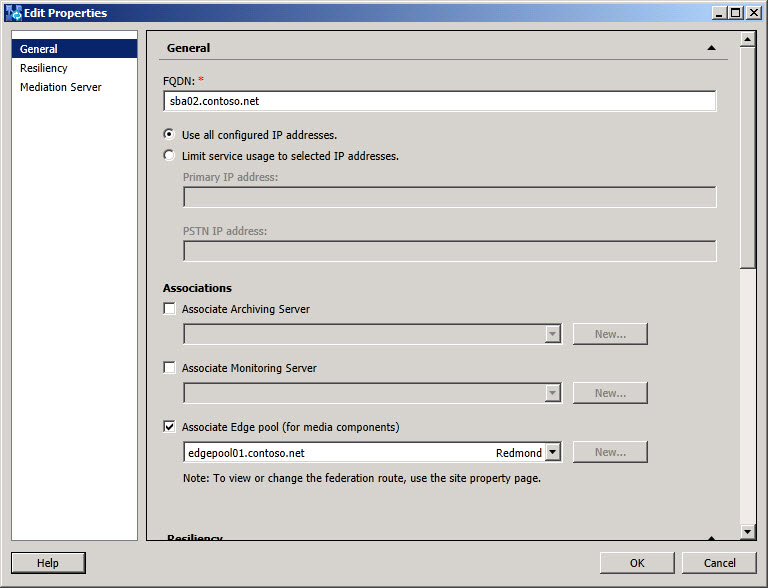 Edit Properties
General
Resiliency
Mediation Server
General
FQDN: *
sba02.contoso.net
Use all configured IP addresses.
Limit service usage to selected IP addresses.
Primary IP address:
PSTN IP address:
Associations
Associate Archiving Server
New...
Associate Monitoring Server
New...
Associate Edge pool (for media components)
edgepool01.contoso.net Redmond
New...
Note: To view or change the federation route, use the site property page.
Resiliency
Help
OK
Cancel